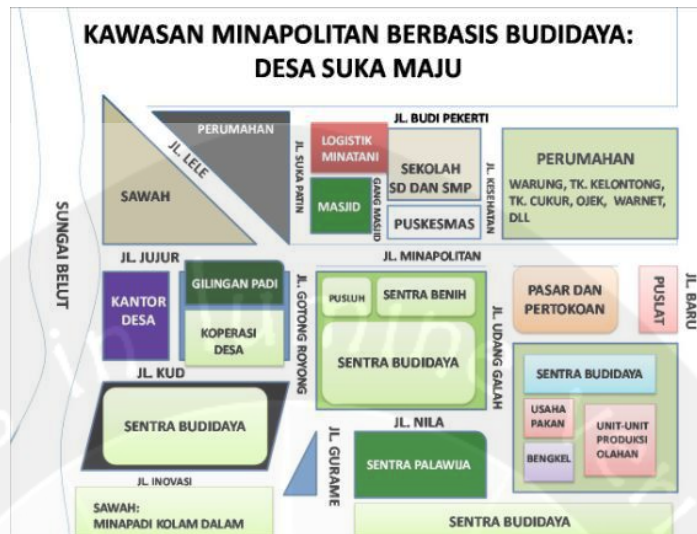 KAWASAN MINAPOLITAN BERBASIS BUDIDAYA:
DESA SUKA MAJU
JL. BUDI PEKERTI
PERUMAHAN
JL. LELE
SAWAH
JL. SUKA PATIN
LOGISTIK
MINATANI
MASJID
GANG MASJID
SEKOLAH
SD DAN SMP
PUSKESMAS
JL. KESEHATAN
PERUMAHAN
WARUNG, TK. KELONTONG,
TK. CUKUR, OJEK, WARNET,
DLL
SUNGAI BELUT
JL. JUJUR
JL. MINAPOLITAN
KANTOR
DESA
GILINGAN PADI
KOPERASI
DESA
JL. GOTONG ROYONG
PUSLUH
SENTRA BENIH
SENTRA BUDIDAYA
JL. UDANG GALAH
PASAR DAN
PERTOKOAN
PUSLAT
JL. BARU
JL. KUD
SENTRA BUDIDAYA
JL. INOVASI
SAWAH:
MINAPADI KOLAM DALAM
JL. GURAME
JL. NILA
SENTRA PALAWIJA
SENTRA BUDIDAYA
USAHA
PAKAN
BENGKEL
UNIT-UNIT
PRODUKSI
OLAHAN
SENTRA BUDIDAYA